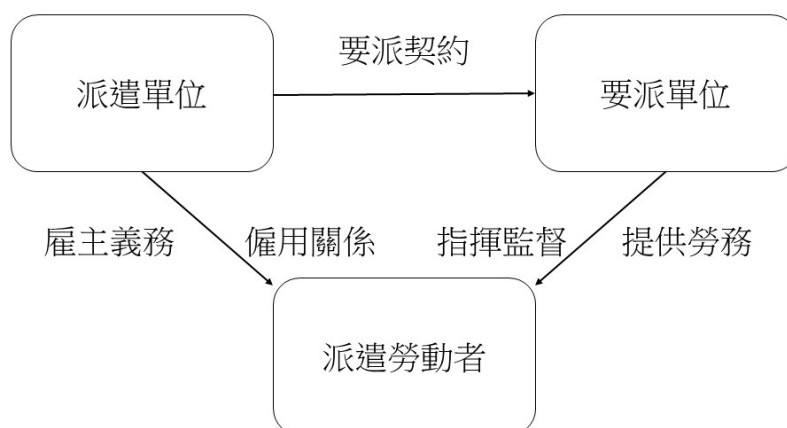 要派契約
派遣單位
要派單位
雇主義務
僱用關係
指揮監督
提供勞務
派遣勞動者